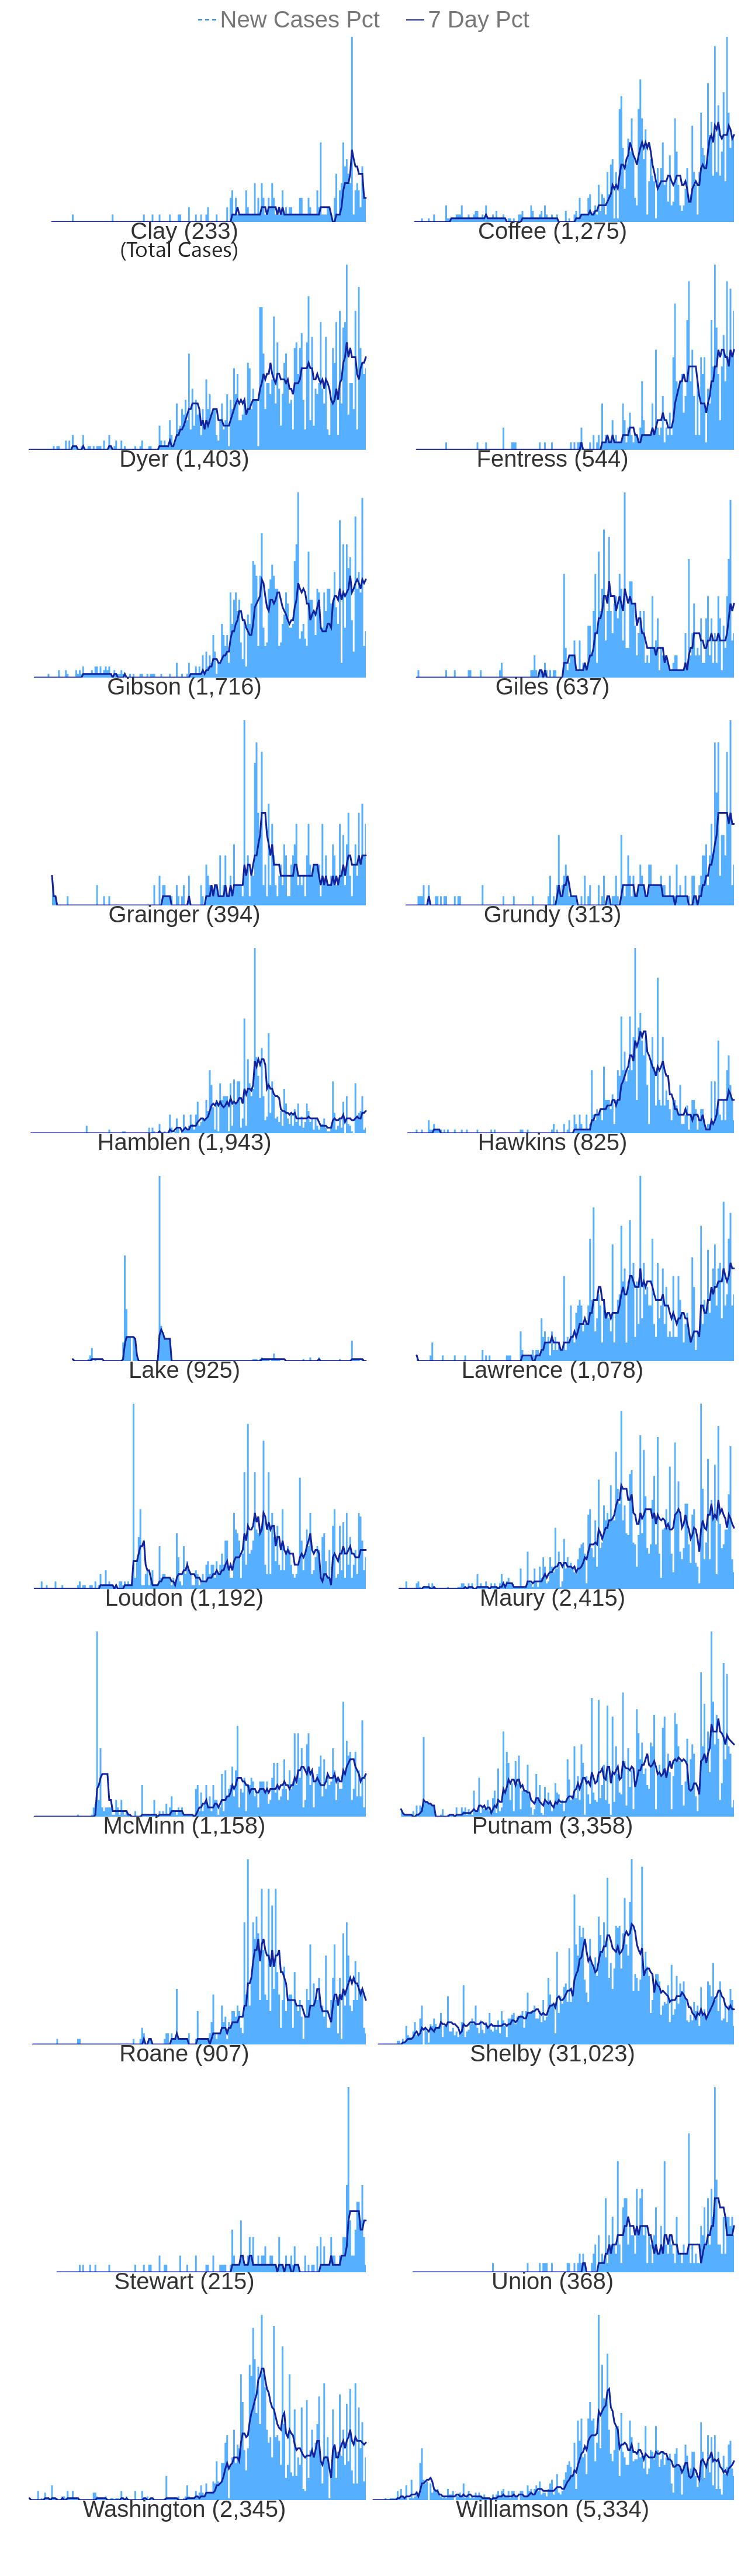 New Cases Pct 7 Day Pct
Clay (233) Coffee (1,275)
(Total Cases)
Dyer (1,403) Fentress (544)
Gibson (1,716) Giles (637)
Grainger (394) Grundy (313)
Hamblen (1,943) Hawkins (825)
Lake (925) Lawrence (1,078)
Loudon (1,192) Maury (2,415)
McMinn (1,158) Putnam (3,358)
Roane (907) Shelby (31,023)
Stewart (215) Union (368)
Washington (2,345) Williamson (5,334)